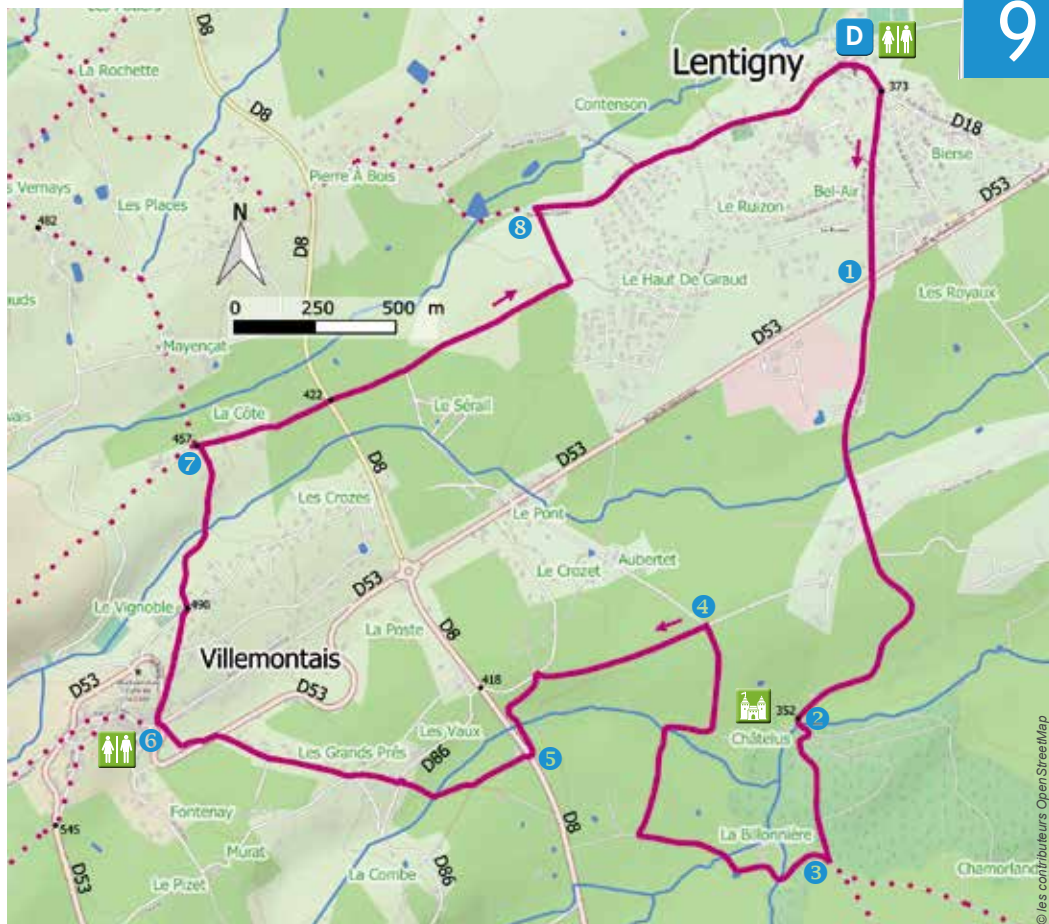 9
D8
La Rochette
D8
Contenson
Lentigny
D
373
D18
Bierse
D53
Pierre À Bois
s Vernays
482
Les Places
N
D8
8
Le Ruizon
Bel-Air
Le Haut De Giraud
1
Les Royaux
auds
0 250 500 m
Mayençat
D53
La Côte
422
Le Sérail
457
7
D8
D53
Les Crozes
Le Pont
Aubertet
Le Crozet
D53
Le Vignoble
490
La Poste
4
D8
Villemontais
D53
D53
418
352
2
Châtelus
6
Les Vaux
Les Grands Prés
D86
5
Fontenay
D8
545
Murat
La Billonnière
D53
Le Pizet
La Combe
D86
3
Chamorland
© les contributeurs OpenStreetMap